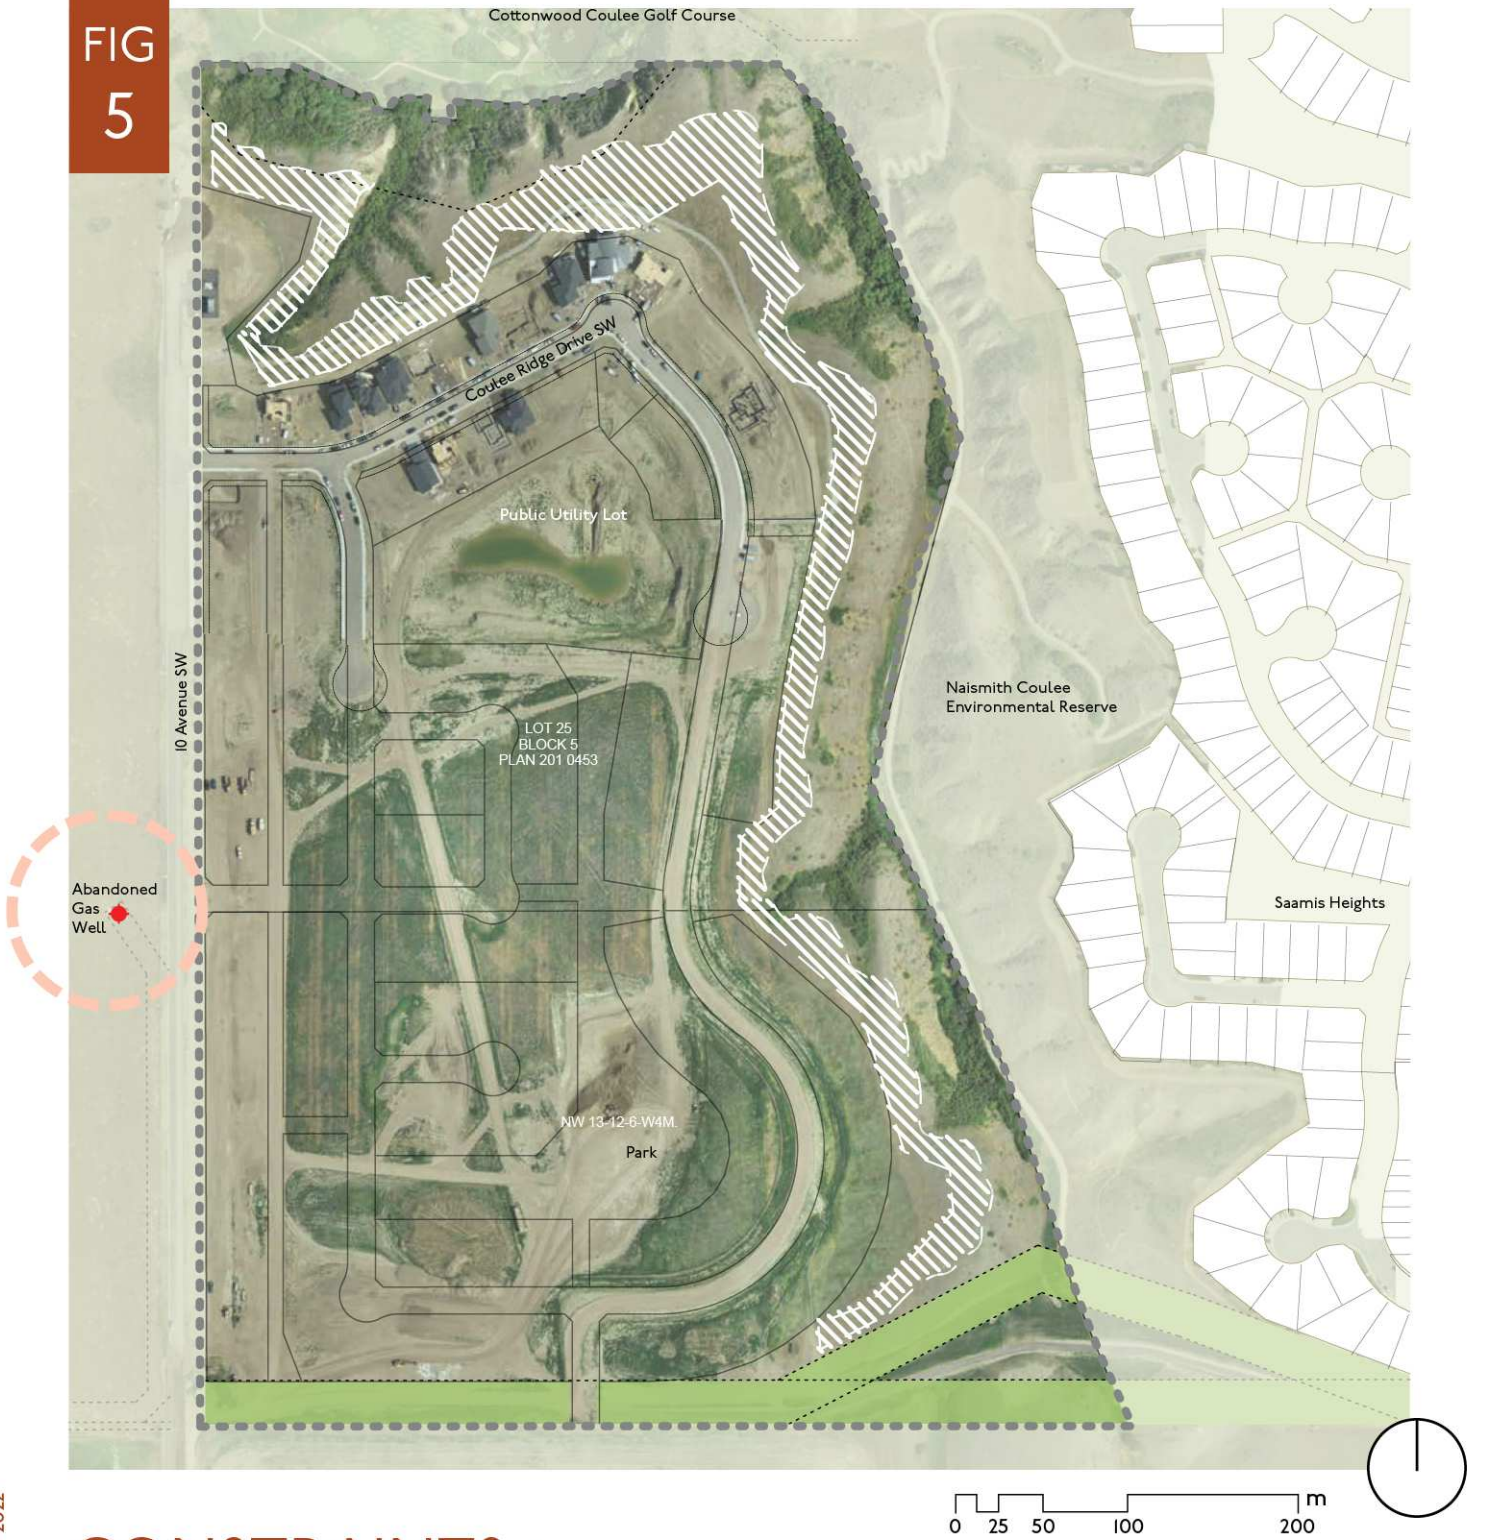 FIG
5
Cottonwood Coulee Golf Course
Coulee Ridge Drive SW
Public Utility Lot
10 Avenue SW
Naismith Coulee
Environmental Reserve
LOT 25
BLOCK 5
PLAN 201 0453
Abandoned
Gas
Well
Saamis Heights
NW 13-12-6-W4M.
Park
m
0 25 50 100 200